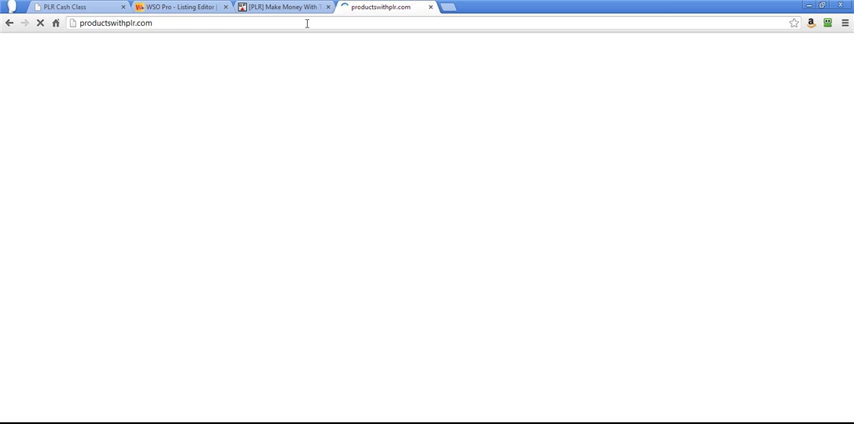 PLR Cash Class
WSO Pro - Listing Editor |
[PLR] Make Money With T
productswithplr.com
productswithplr.com